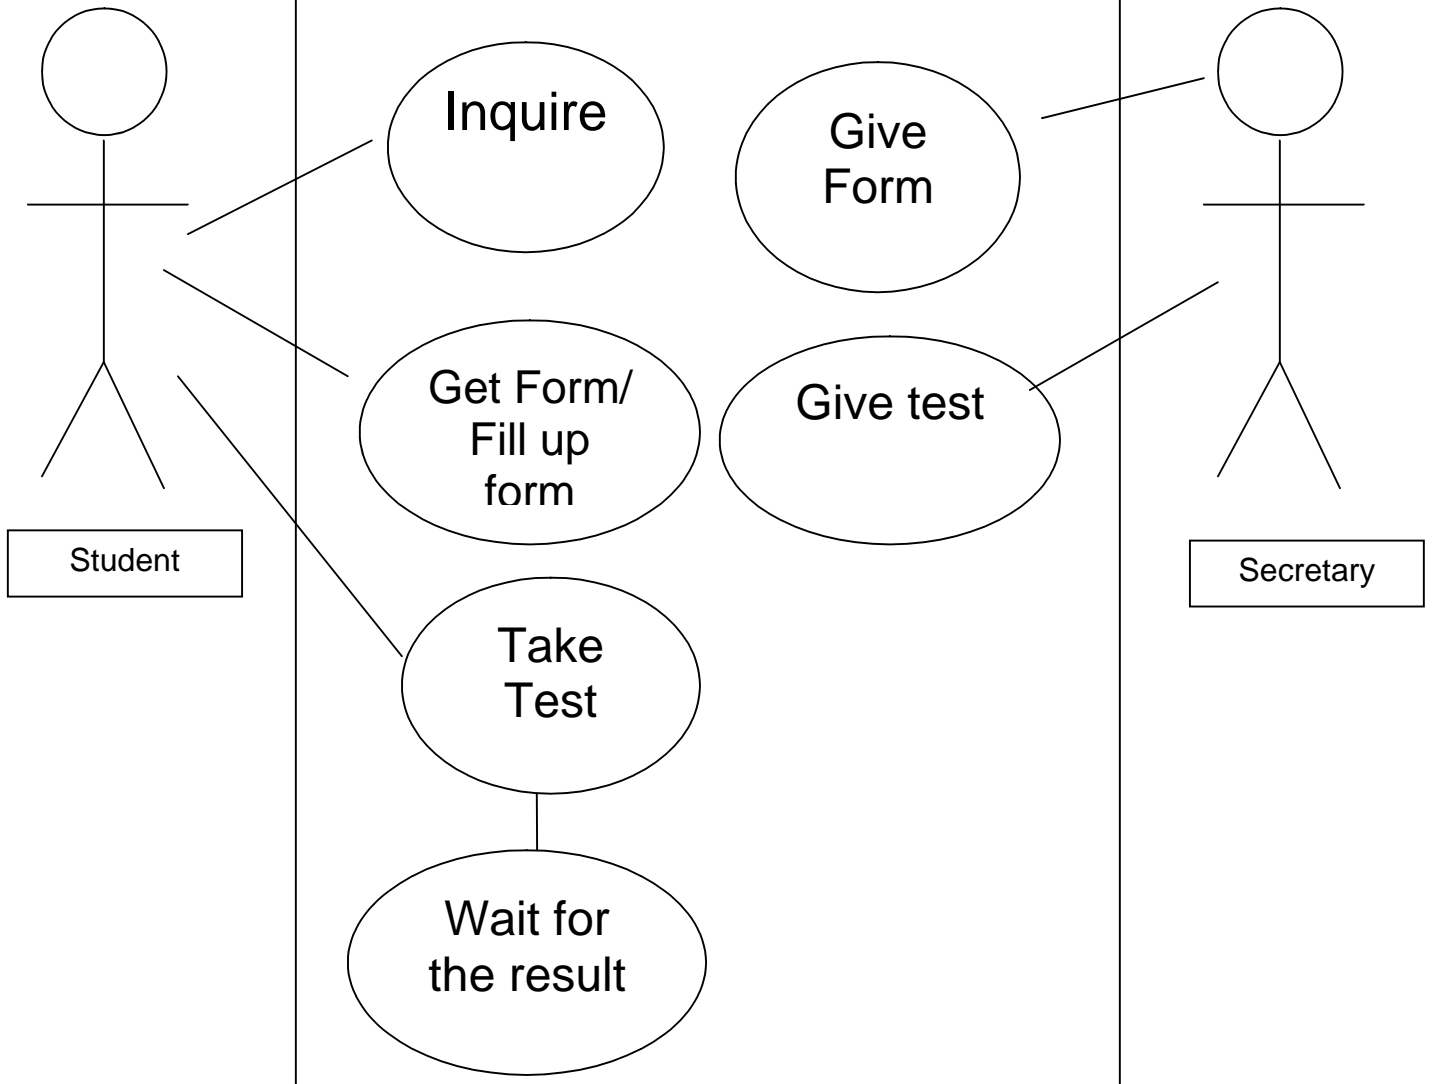 Inquire
Give
Form
Get Form/
Fill up
form
Give test
Student
Secretary
Take
Test
Wait for
the result